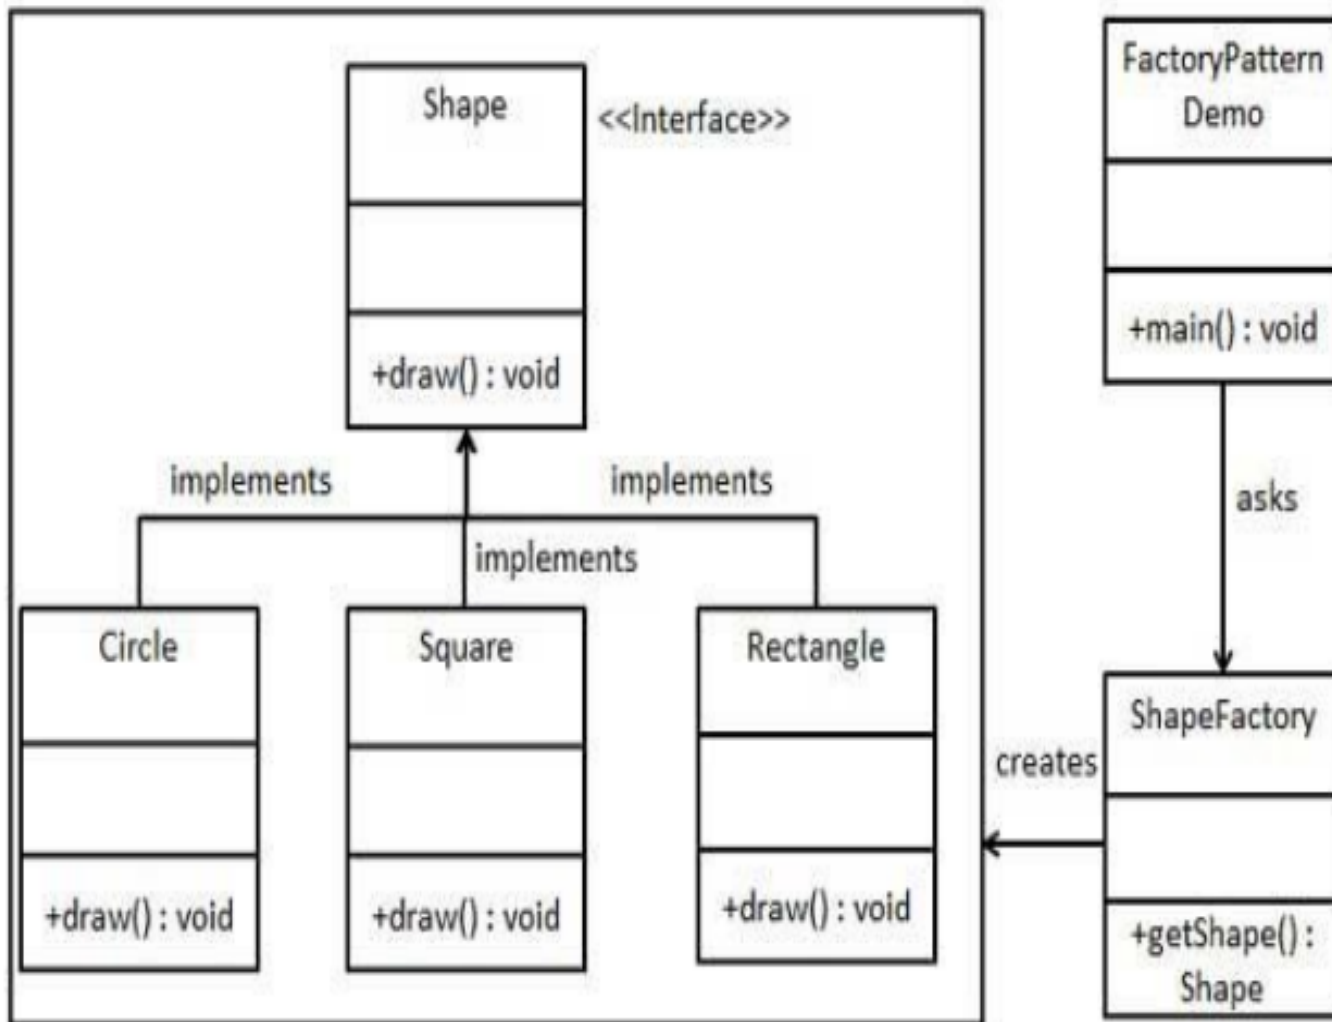 Shape
<<Interface>>
+draw() : void
implements
implements
implements
Circle
+draw() : void
Square
+draw() : void
Rectangle
+draw() : void
FactoryPattern
Demo
+main() : void
asks
ShapeFactory
+getShape() :
Shape
creates